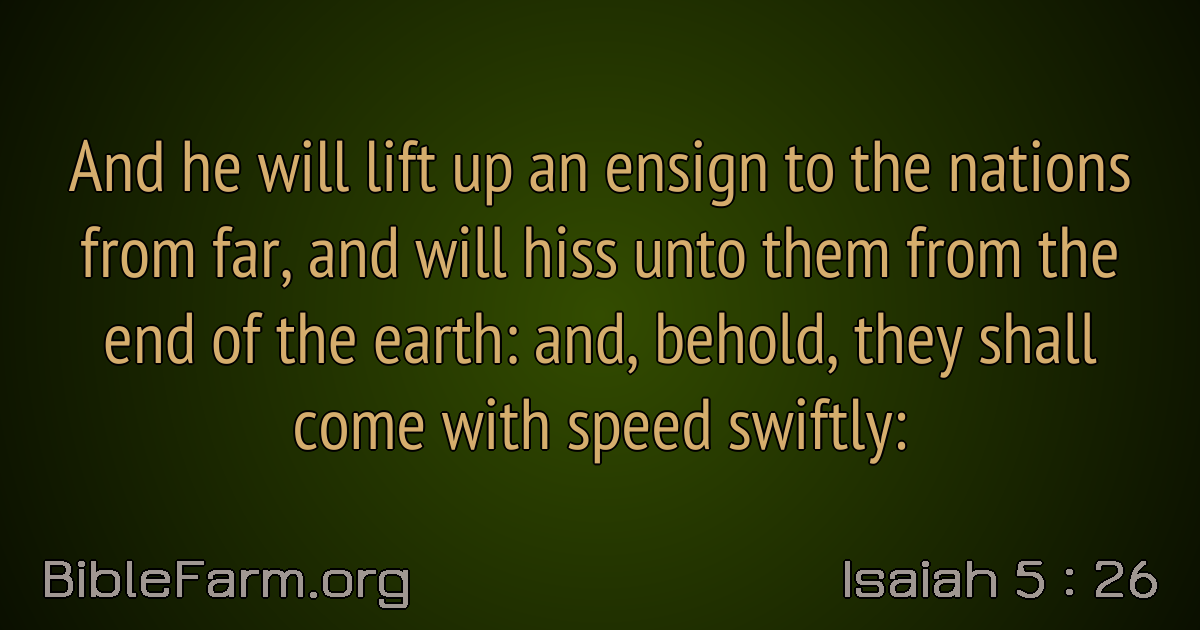 And he will lift up an ensign to the nations
from far, and will hiss unto them from the
end of the earth: and, behold, they shall
come with speed swiftly:
BibleFarm.org
Isaiah 5 : 26